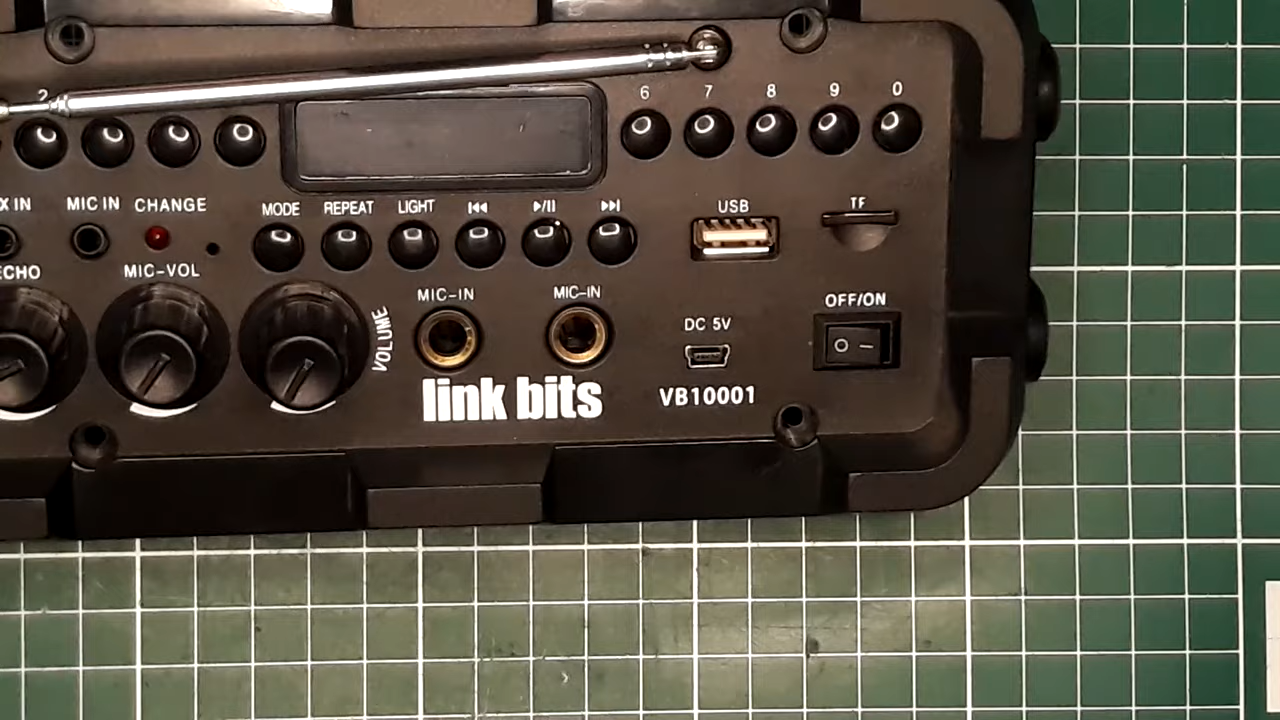 2
6 7 8 9 0
X IN MIC IN CHANGE MODE REPEAT LIGHT USB TF
ECHO MIC-VOL
VOLUME
MIC-IN MIC-IN OFF/ON
DC 5V
link bits
VB10001